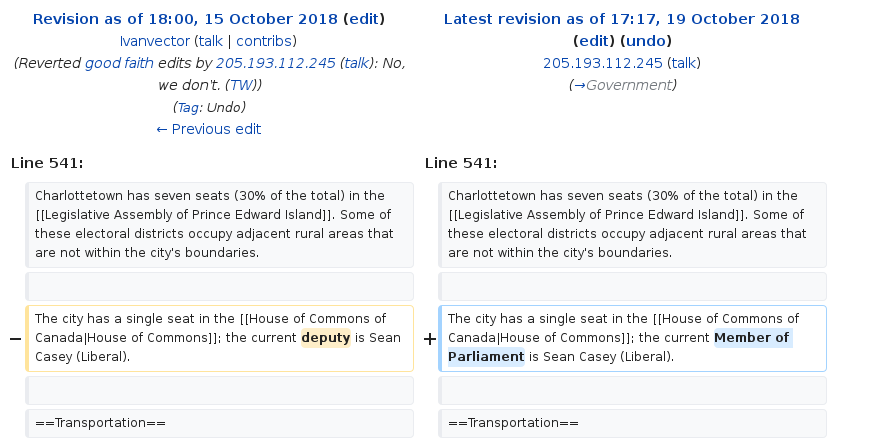 Revision as of 18:00, 15 October 2018 (edit)
Ivanvector (talk | contribs)
(Reverted good faith edits by 205.193.112.245 (talk): No,
we don't. (TW))
(Tag: Undo)
← Previous edit
Latest revision as of 17:17, 19 October 2018
(edit) (undo)
205.193.112.245 (talk)
(→Government)
Line 541:
Line 541:
Charlottetown has seven seats (30% of the total) in the
[[Legislative Assembly of Prince Edward Island]]. Some of
these electoral districts occupy adjacent rural areas that
are not within the city's boundaries.
Charlottetown has seven seats (30% of the total) in the
[[Legislative Assembly of Prince Edward Island]]. Some of
these electoral districts occupy adjacent rural areas that
are not within the city's boundaries.
− The city has a single seat in the [[House of Commons of
Canada|House of Commons]]; the current deputy is Sean
Casey (Liberal).
+ The city has a single seat in the [[House of Commons of
Canada|House of Commons]]; the current Member of
Parliament is Sean Casey (Liberal).
==Transportation==
==Transportation==